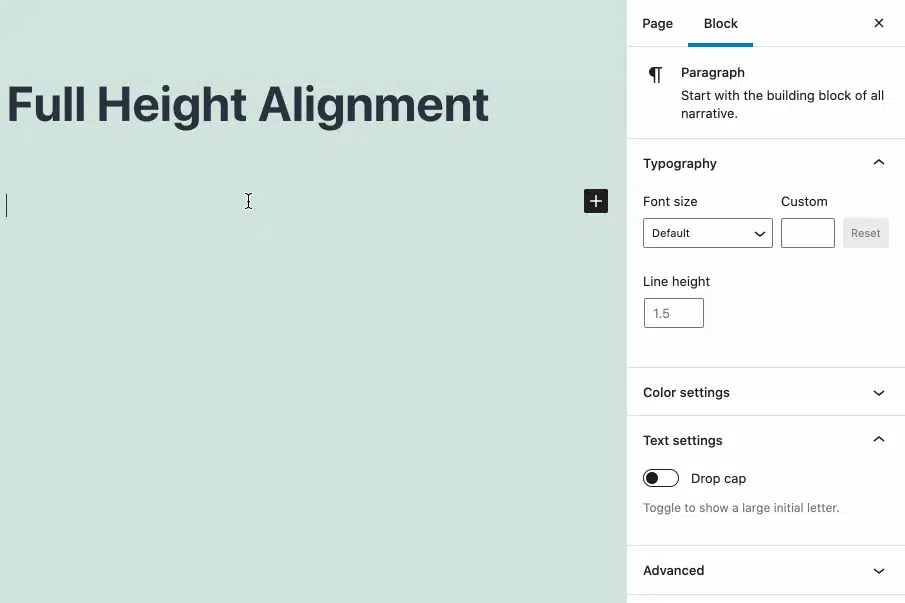 Full Height Alignment
Page Block
Paragraph
Start with the building block of all
narrative.
Typography
Font size Custom
Default Reset
Line height
1.5
Color settings
Text settings
Drop cap
Toggle to show a large initial letter.
Advanced